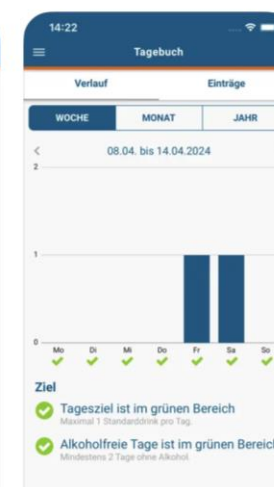 14:22
Tagebuch
Verlauf Einträge
WOCHE MONAT JAHR
08.04. bis 14.04.2024
2
1
0
Mo Di Mi Do Fr Sa So
Ziel
Tagesziel ist im grünen Bereich
Maximal 1 Standarddrink pro Tag.
Alkoholfreie Tage ist im grünen Bereich
Mindestens 2 Tage ohne Alkohol.